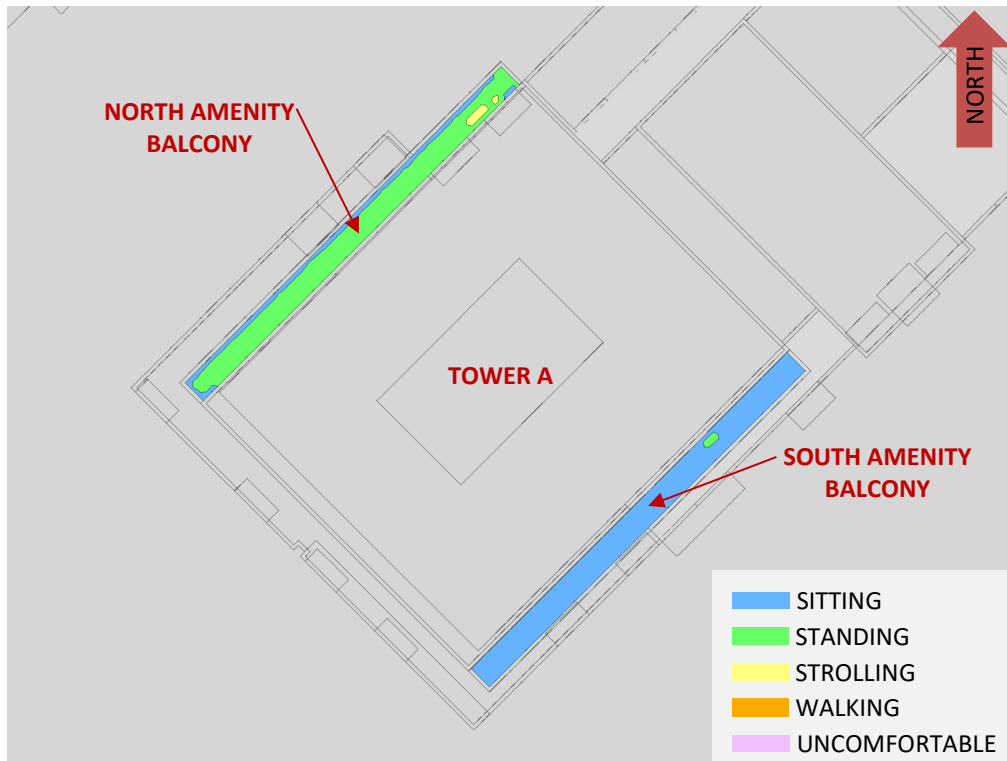 NORTH
NORTH AMENITY
BALCONY
TOWER A
SOUTH AMENITY
BALCONY
SITTING
STANDING
STROLLING
WALKING
UNCOMFORTABLE